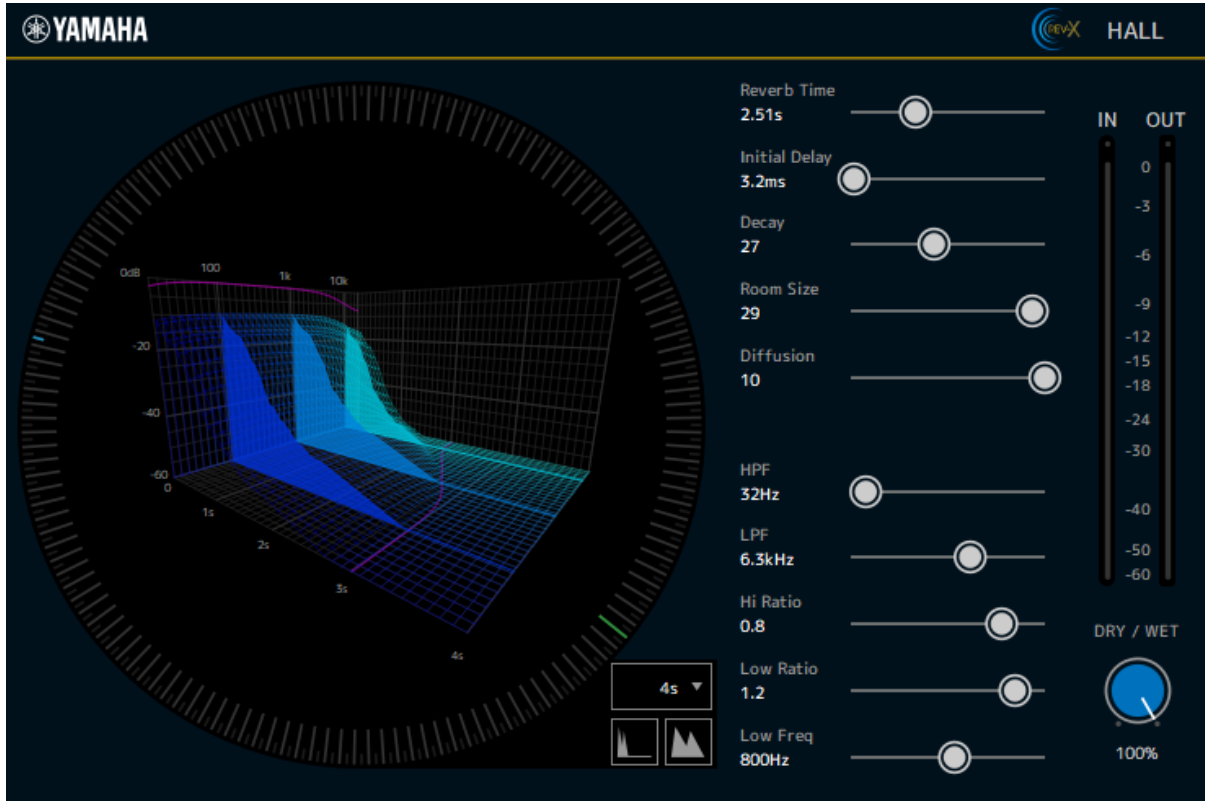 YAMAHA
REV-X HALL
Reverb Time
2.51s
Initial Delay
3.2ms
Decay
27
Room Size
29
Diffusion
10
HPF
32Hz
LPF
6.3kHz
Hi Ratio
0.8
Low Ratio
1.2
Low Freq
800Hz
IN OUT
0
-3
-6
-9
-12
-15
-18
-24
-30
-40
-50
-60
DRY / WET
100%
0dB 100 1k 10k
-20
-40
-60
0
1s
2s
3s
4s
4s